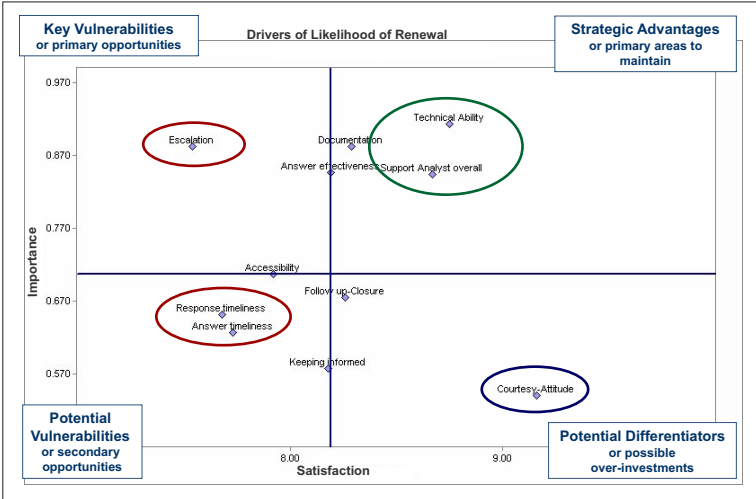 Key Vulnerabilities
or primary opportunities
Drivers of Likelihood of Renewal
Strategic Advantages
or primary areas to
maintain
0.970
Technical Ability
Escalation
Documentation
0.870
Answer effectiveness
Support Analyst overall
0.770
Importance
Accessibility
Follow up-Closure
0.670
Response timeliness
Answer timeliness
Keeping informed
0.570
Courtesy-Attitude
Potential
Vulnerabilities
or secondary
opportunities
8.00
9.00
Satisfaction
Potential Differentiators
or possible
over-investments